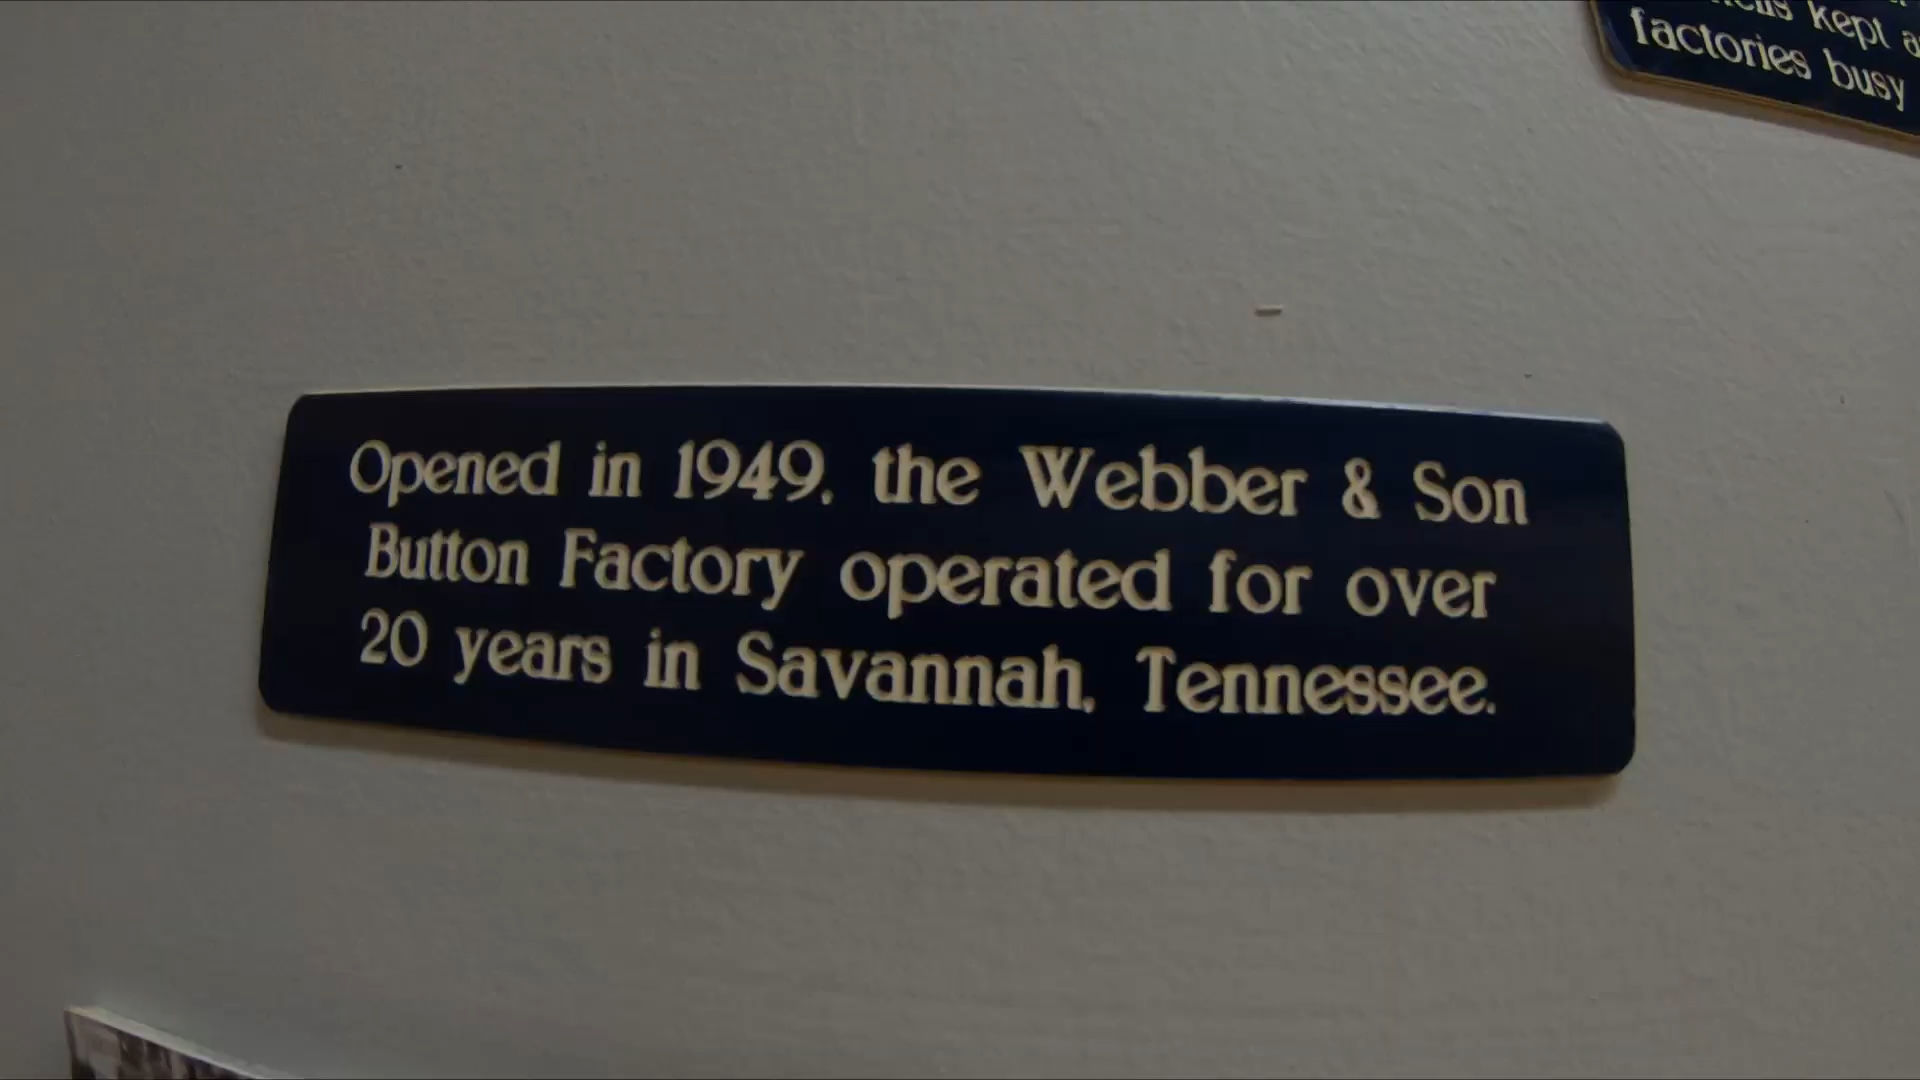 kept
factories busy
Opened in 1949, the Webber & Son
Button Factory operated for over
20 years in Savannah, Tennessee.